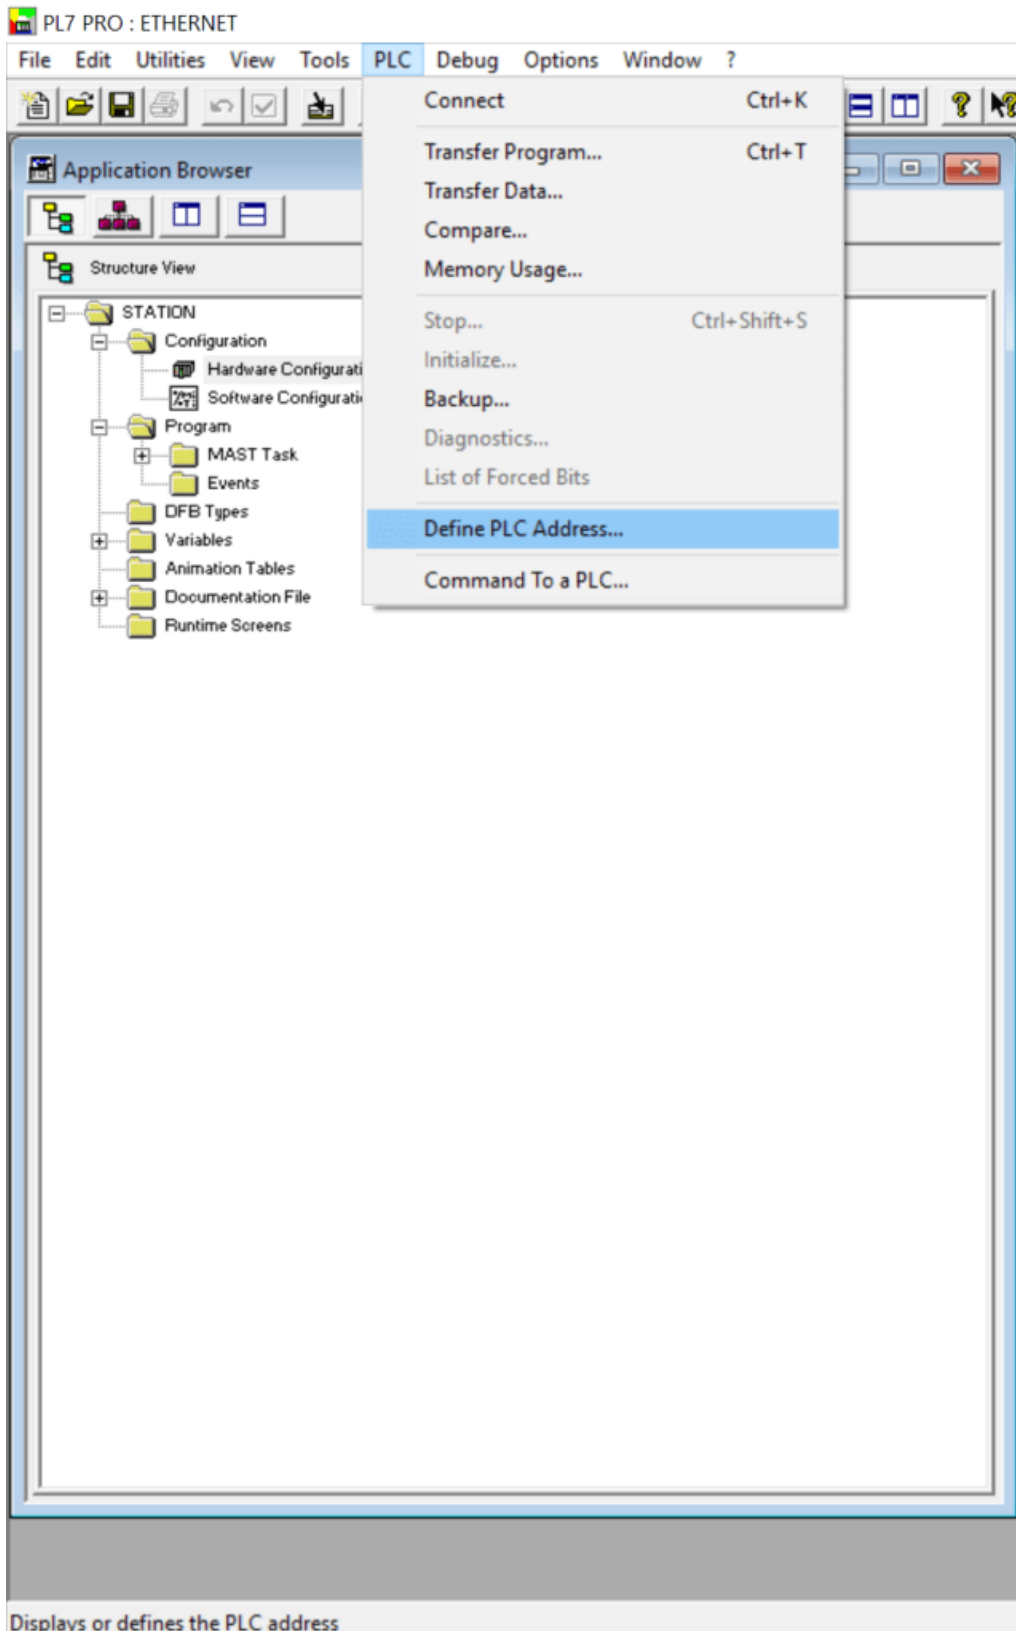 PL7 PRO : ETHERNET
File Edit Utilities View Tools PLC Debug Options Window ?
Connect Ctrl+K
Transfer Program... Ctrl+T
Transfer Data...
Compare...
Memory Usage...
Stop... Ctrl+Shift+S
Initialize...
Backup...
Diagnostics...
List of Forced Bits
Define PLC Address...
Command To a PLC...
Application Browser
Structure View
STATION
Configuration
Hardware Configurati
Software Configurati
Program
MAST Task
Events
DFB Types
Variables
Animation Tables
Documentation File
Runtime Screens
Displays or defines the PLC address